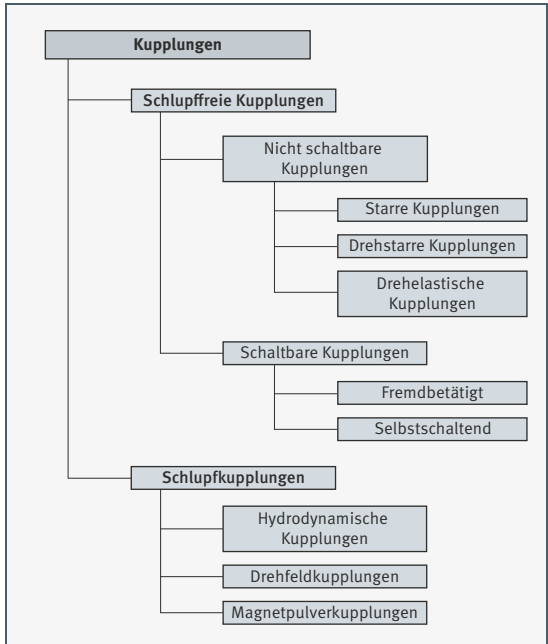 Kupplungen
Schlupffreie Kupplungen
Nicht schaltbare
Kupplungen
Starre Kupplungen
Drehstarre Kupplungen
Drehelastische
Kupplungen
Schaltbare Kupplungen
Fremdbetätigt
Selbstschaltend
Schlupfkupplungen
Hydrodynamische
Kupplungen
Drehfeldkupplungen
Magnetpulverkupplungen